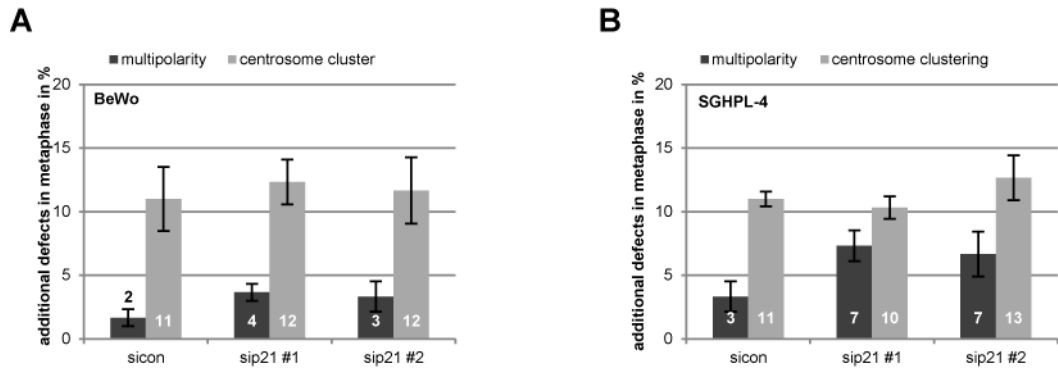 A
multipolarity centrosome cluster
additional defects in metaphase in %
20
15
10
5
0
BeWo
2
11
4
12
3
12
sicon sip21 #1 sip21 #2
B
multipolarity centrosome clustering
additional defects in metaphase in %
20
15
10
5
0
SGHPL-4
3
11
7
10
7
13
sicon sip21 #1 sip21 #2